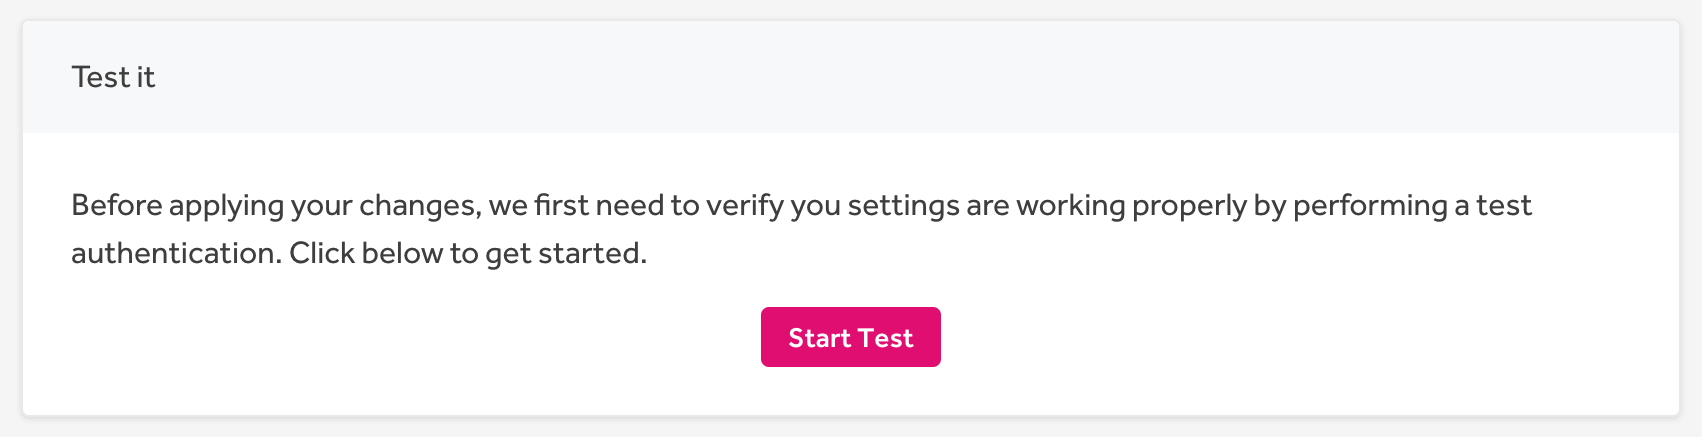 Test it
Before applying your changes, we first need to verify you settings are working properly by performing a test
authentication. Click below to get started.
Start Test